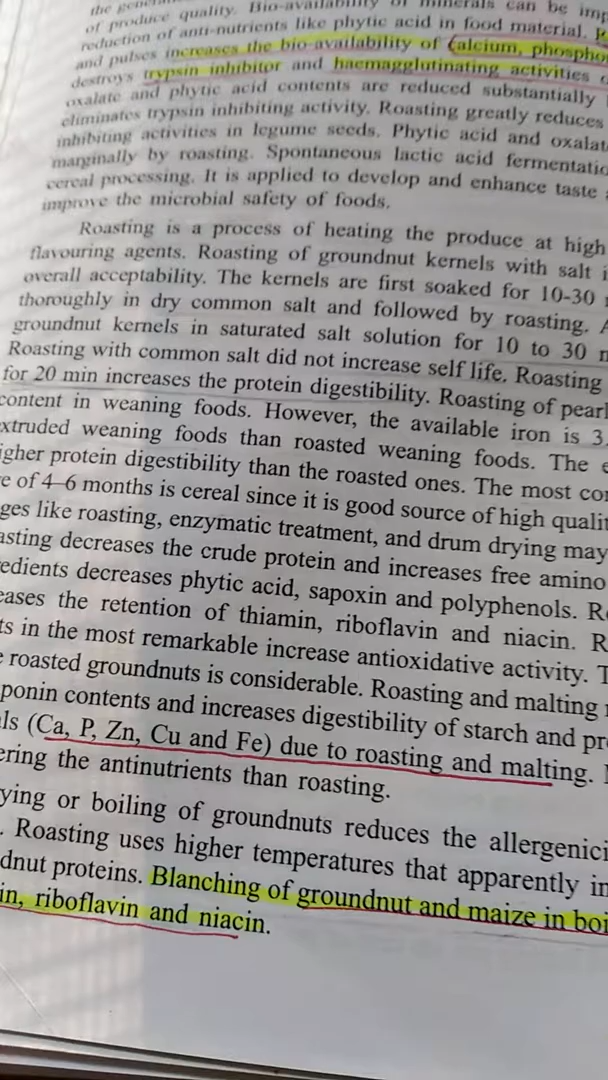 of produce quality. Bio-availability of minerals can be imp
reduction of anti-nutrients like phytic acid in food material.
and pulses increases the bio-availability of (alcium, phospho
destroys trypsin inhibitor and haemagglutinating activities
oxalate and phytic acid contents are reduced substantially
eliminates trypsin inhibiting activity. Roasting greatly reduces
inhibiting activities in legume seeds. Phytic acid and oxalat
marginally by roasting. Spontaneous lactic acid fermentatio
cereal processing. It is applied to develop and enhance taste
improve the microbial safety of foods.
Roasting is a process of heating the produce at high
flavouring agents. Roasting of groundnut kernels with salt i
overall acceptability. The kernels are first soaked for 10-30
thoroughly in dry common salt and followed by roasting. A
groundnut kernels in saturated salt solution for 10 to 30 m
Roasting with common salt did not increase self life. Roasting
for 20 min increases the protein digestibility. Roasting of pearl
content in weaning foods. However, the available iron is 3.
xtruded weaning foods than roasted weaning foods. The e
igher protein digestibility than the roasted ones. The most co
e of 4–6 months is cereal since it is good source of high qualit
ges like roasting, enzymatic treatment, and drum drying may
asting decreases the crude protein and increases free amino
redients decreases phytic acid, sapoxin and polyphenols. R
eases the retention of thiamin, riboflavin and niacin. R
ts in the most remarkable increase antioxidative activity. T
e roasted groundnuts is considerable. Roasting and malting
ponin contents and increases digestibility of starch and pr
als (Ca, P, Zn, Cu and Fe) due to roasting and malting.
ering the antinutrients than roasting.
ying or boiling of groundnuts reduces the allergenici
. Roasting uses higher temperatures that apparently in
dnut proteins. Blanching of groundnut and maize in boi
in, riboflavin and niacin.